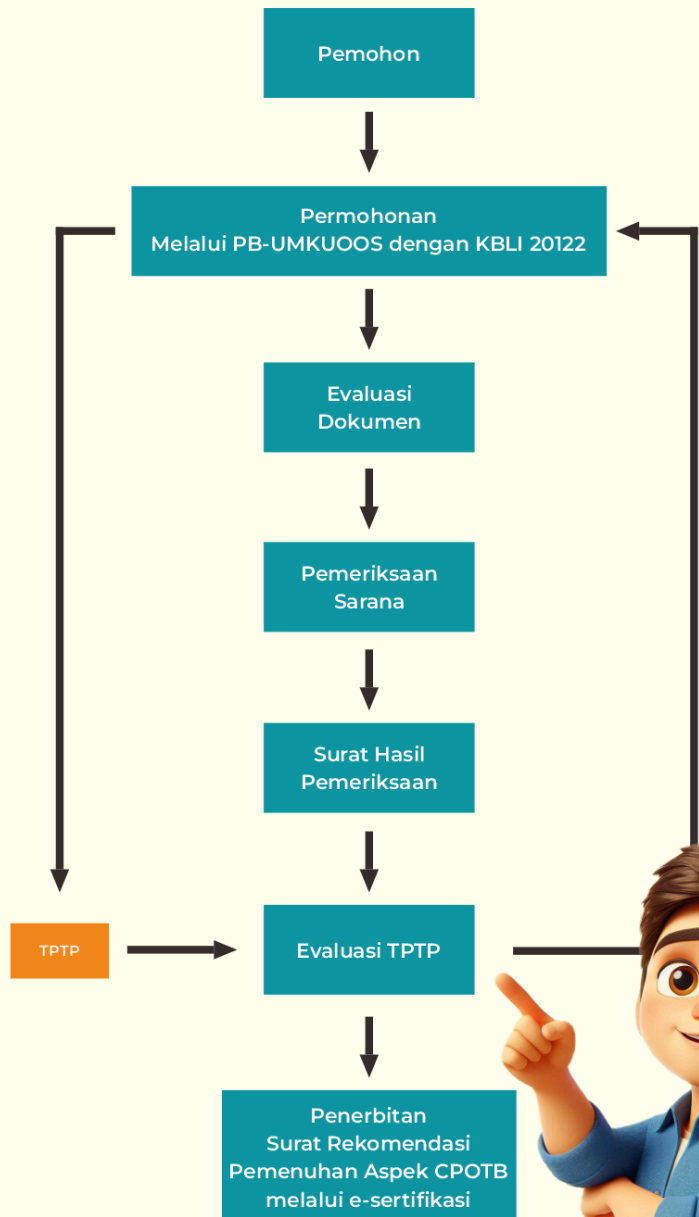 Pemohon
Permohonan
Melalui PB-UMKUOOS dengan KBLI 20122
Evaluasi
Dokumen
Pemeriksaan
Sarana
Surat Hasil
Pemeriksaan
TPTP
Evaluasi TPTP
Penerbitan
Surat Rekomendasi
Pemenuhan Aspek CPOTB
melalui e-sertifikasi